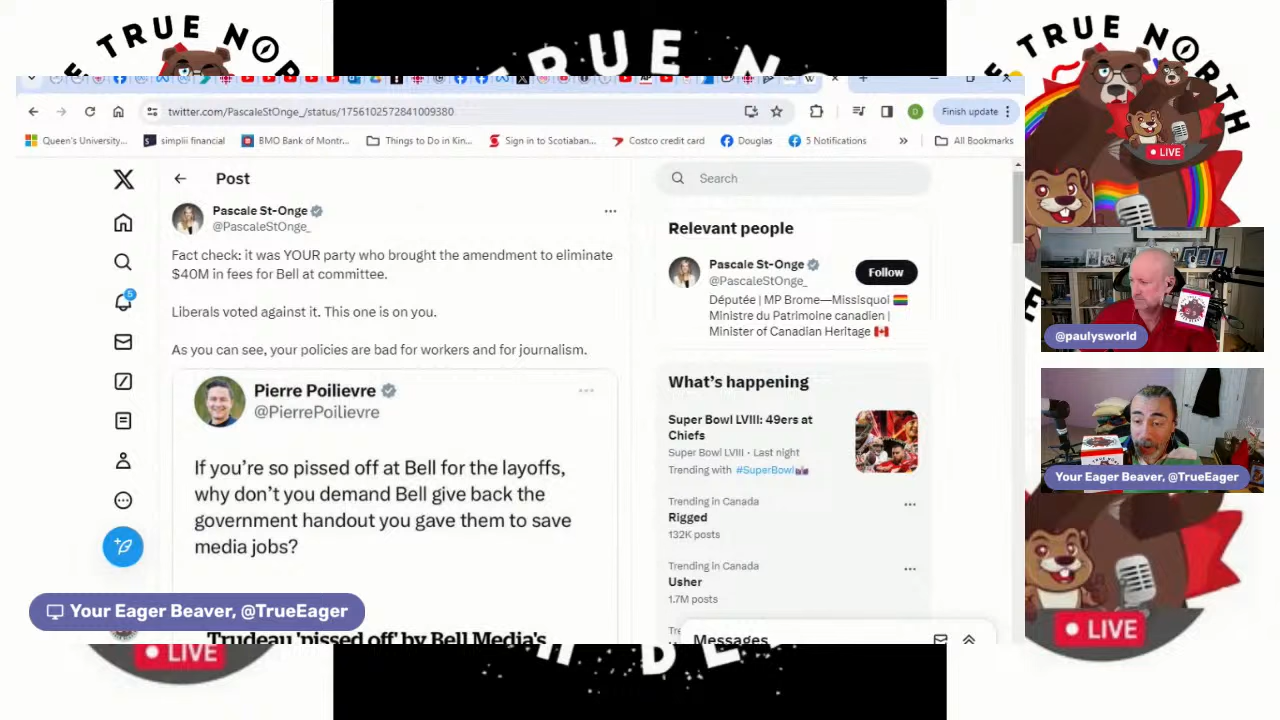 TRUE NOR
TRUE N
TRUE NORTH
twitter.com/PascaleStOnge_/status/1756102572841009380
Finish update
Queen's University...
simplii financial
BMO Bank of Montr...
Things to Do in Kin...
Sign in to Scotiaban...
Costco credit card
Douglas
5 Notifications
»
All Bookmarks
LIVE
Post
Search
Pascale St-Onge
@PascaleStOnge_
Fact check: it was YOUR party who brought the amendment to eliminate
$40M in fees for Bell at committee.
Liberals voted against it. This one is on you.
As you can see, your policies are bad for workers and for journalism.
Pierre Poilievre
@PierrePoilievre
If you’re so pissed off at Bell for the layoffs,
why don’t you demand Bell give back the
government handout you gave them to save
media jobs?
Trudeau 'pissed off' by Bell Media's
5
Relevant people
Pascale St-Onge
@PascaleStOnge_
Follow
Députée | MP Brome—Missisquoi
Ministre du Patrimoine canadien |
Minister of Canadian Heritage
What’s happening
Super Bowl LVIII: 49ers at
Chiefs
Super Bowl LVIII · Last night
Trending with #SuperBowl
Trending in Canada
Rigged
132K posts
Trending in Canada
Usher
1.7M posts
Messages
@paulysworld
Your Eager Beaver, @TrueEager
Your Eager Beaver, @TrueEager
LIVE
LIVE